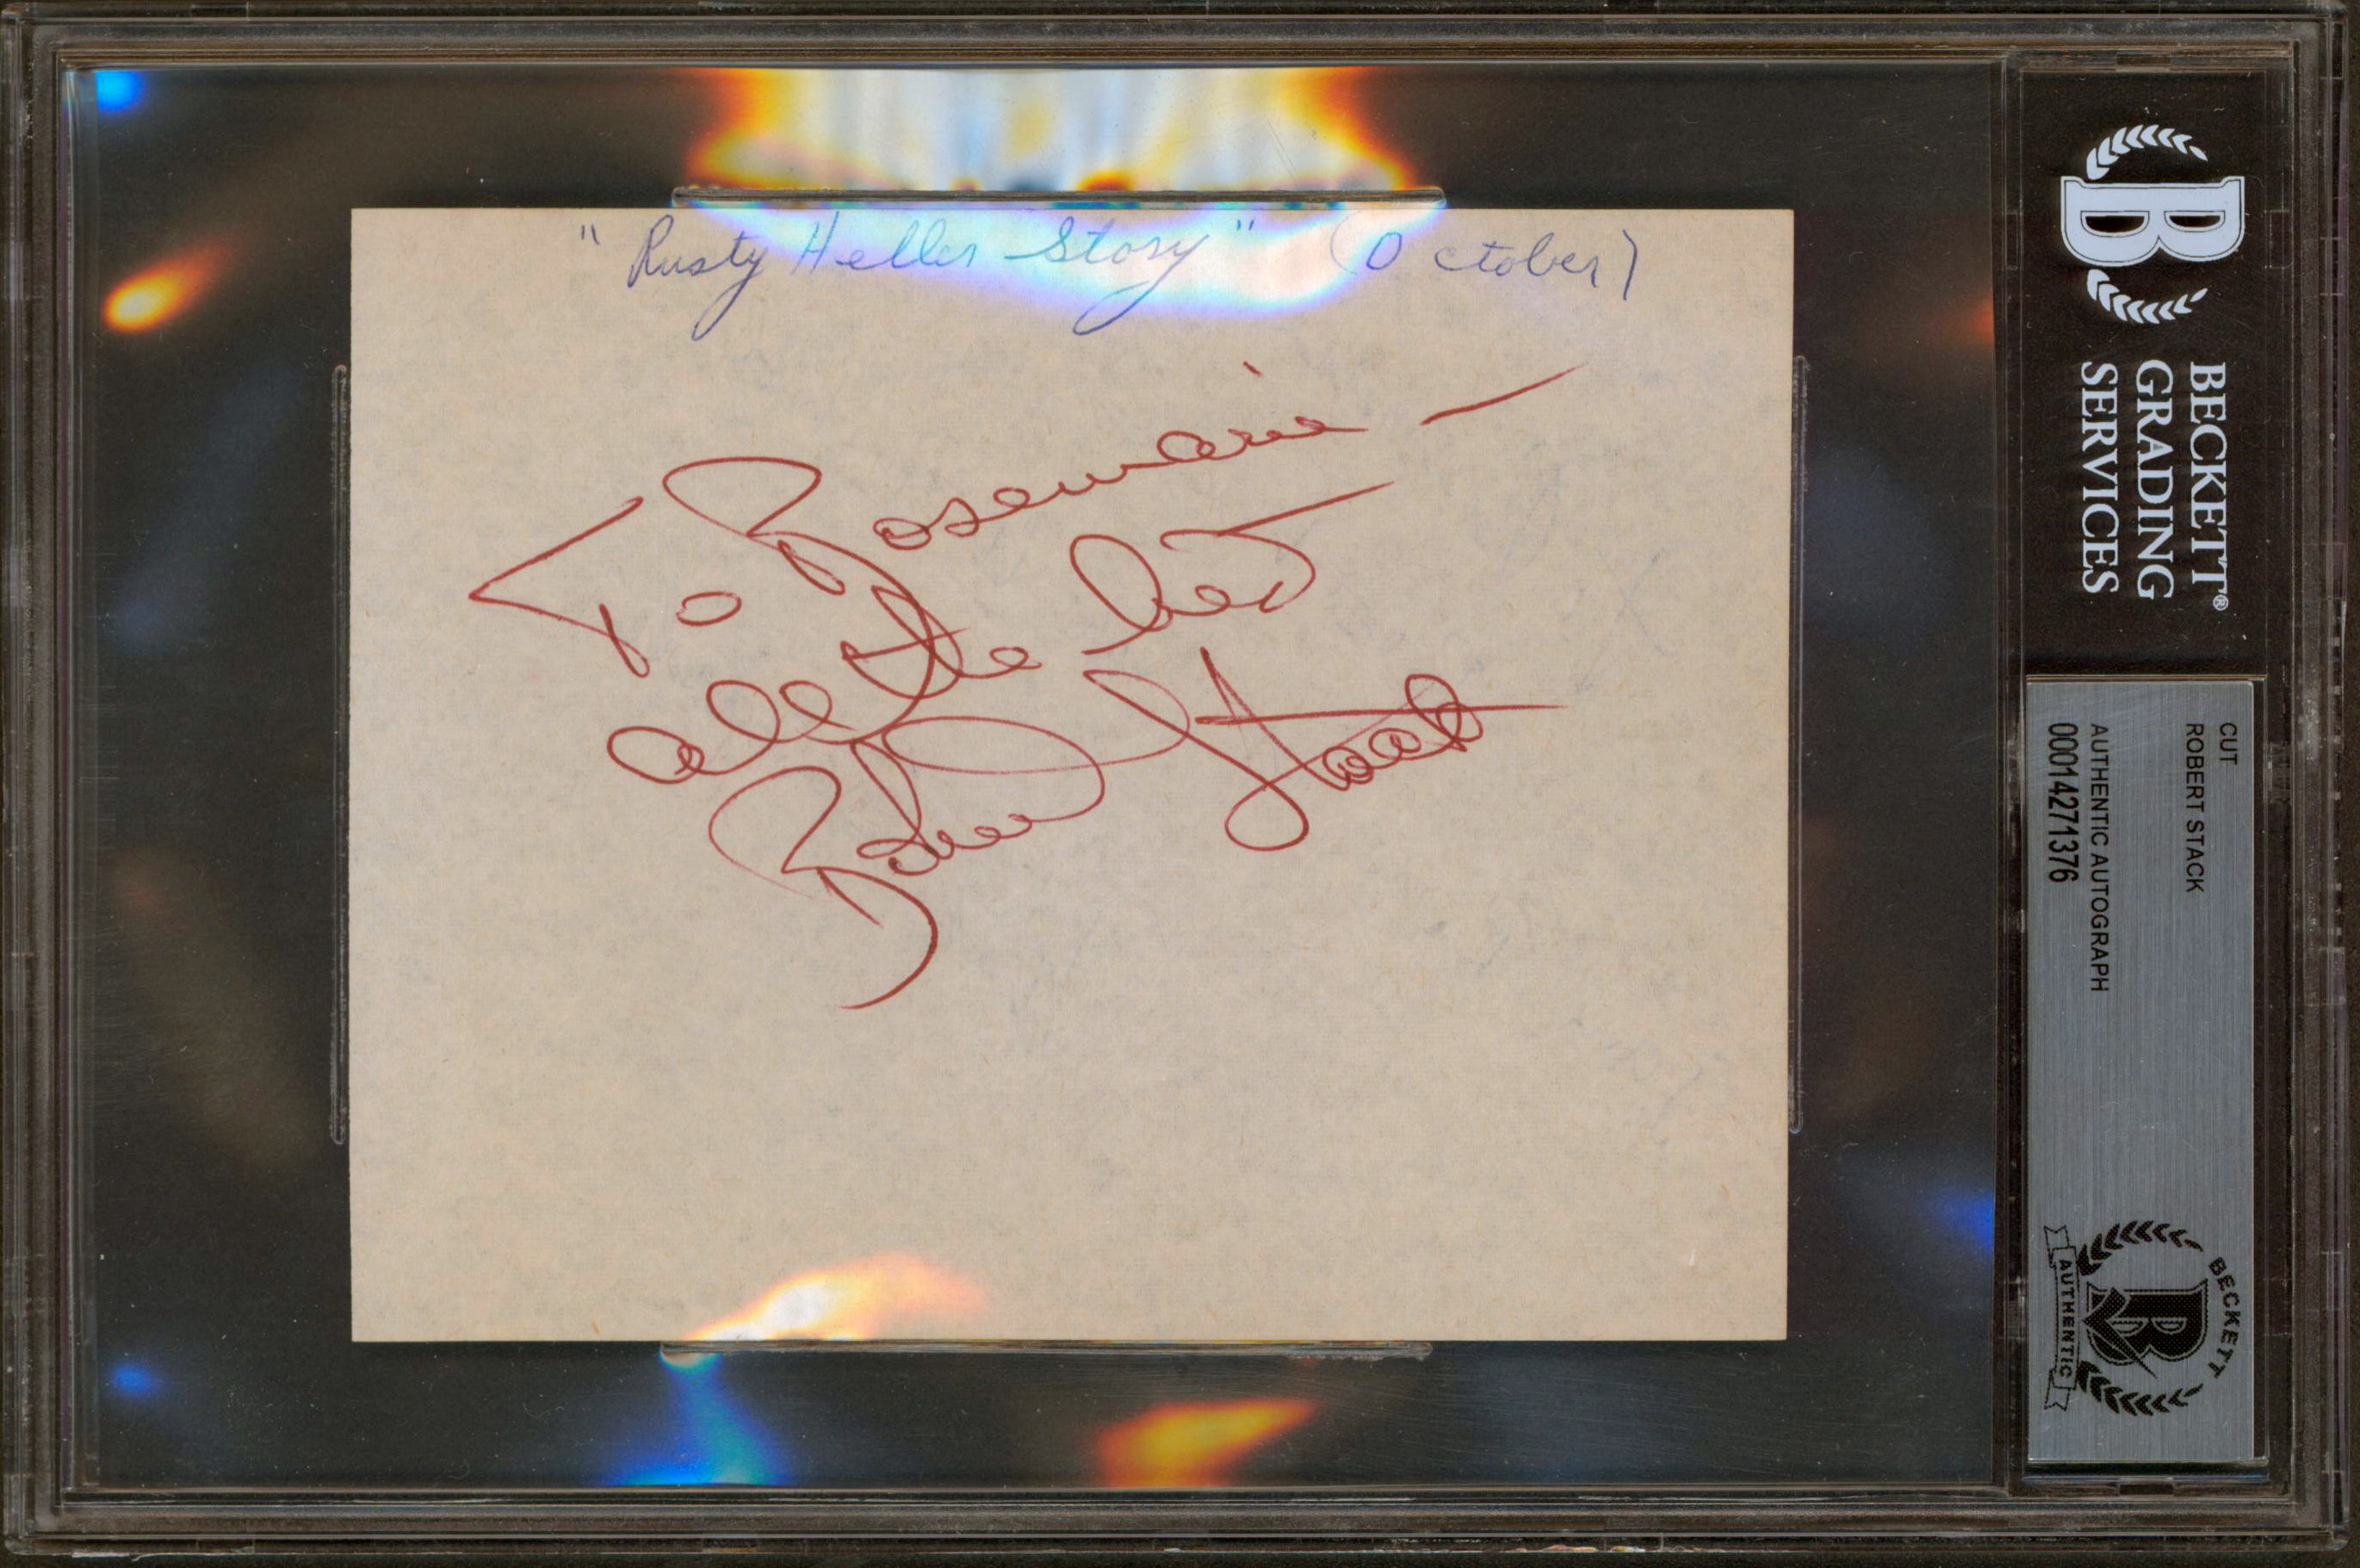 "Rusty Heller Story" (October)
To Rosemarie —
all the best
Robert Stack
BECKETT®
GRADING
SERVICES
CUT
ROBERT STACK
AUTHENTIC AUTOGRAPH
00014271376
BECKETT
AUTHENTIC